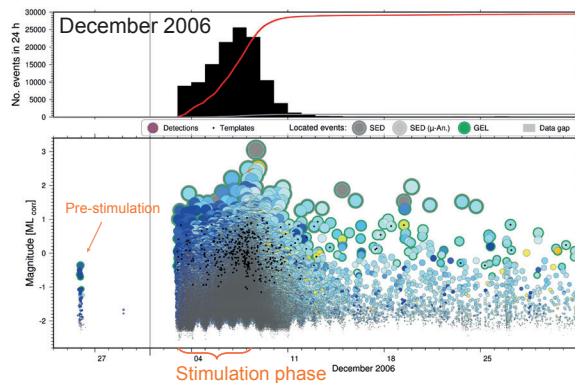 December 2006
No. events in 24 h
30000
25000
20000
15000
10000
5000
0
Detections
Templates
Located events:
SED
SED (μ-An.)
GEL
Data gap
Magnitude [ML corr]
3
2
1
0
-1
-2
Pre-stimulation
27
04
11
18
25
December 2006
Stimulation phase